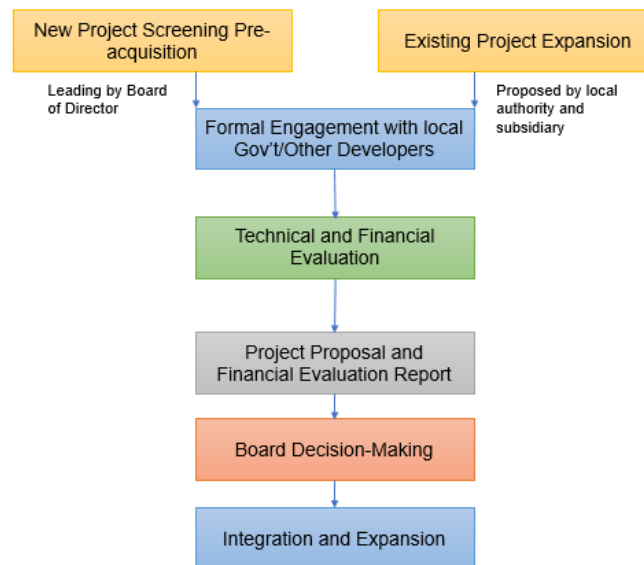 New Project Screening Pre-
acquisition
Existing Project Expansion
Leading by Board
of Director
Proposed by local
authority and
subsidiary
Formal Engagement with local
Gov't/Other Developers
Technical and Financial
Evaluation
Project Proposal and
Financial Evaluation Report
Board Decision-Making
Integration and Expansion